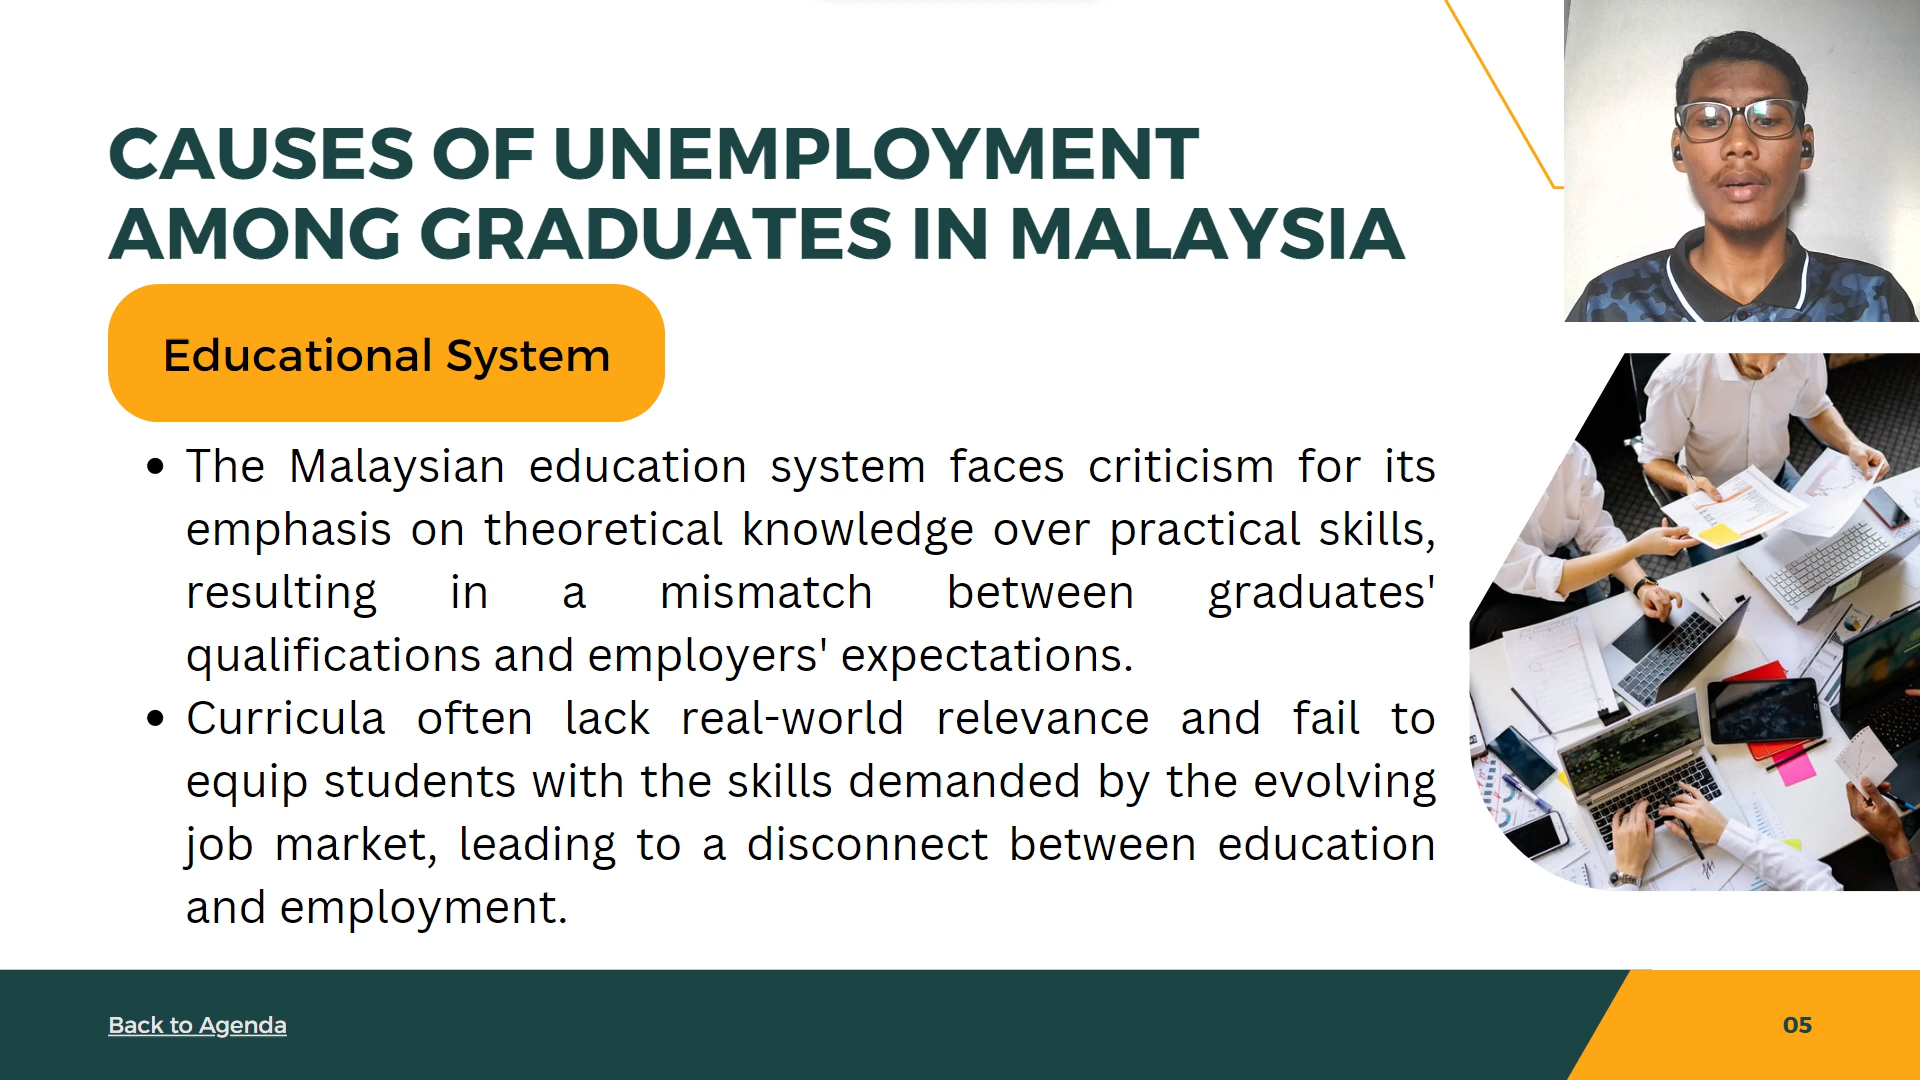 CAUSES OF UNEMPLOYMENT
AMONG GRADUATES IN MALAYSIA
Educational System
• The Malaysian education system faces criticism for its
emphasis on theoretical knowledge over practical skills,
resulting in a mismatch between graduates'
qualifications and employers' expectations.
• Curricula often lack real-world relevance and fail to
equip students with the skills demanded by the evolving
job market, leading to a disconnect between education
and employment.
Back to Agenda
05